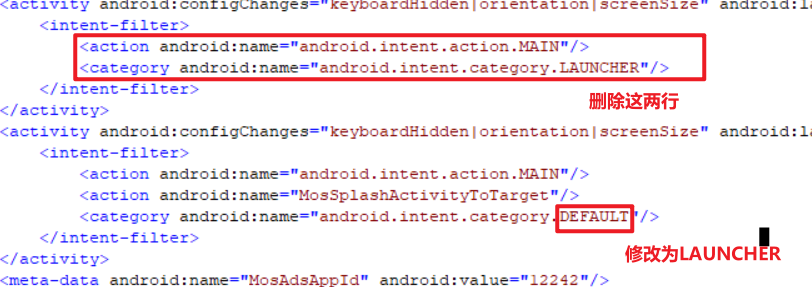 <activity android:configChanges="keyboardHidden|orientation|screenSize" android:la
<intent-filter>
<action android:name="android.intent.action.MAIN"/>
<category android:name="android.intent.category.LAUNCHER"/>
</intent-filter>
删除这两行
</activity>
<activity android:configChanges="keyboardHidden|orientation|screenSize" android:la
<intent-filter>
<action android:name="android.intent.action.MAIN"/>
<action android:name="MosSplashActivityToTarget"/>
<category android:name="android.intent.category.DEFAULT"/>
</intent-filter>
修改为LAUNCHER
</activity>
<meta-data android:name="MosAdsAppId" android:value="12242"/>